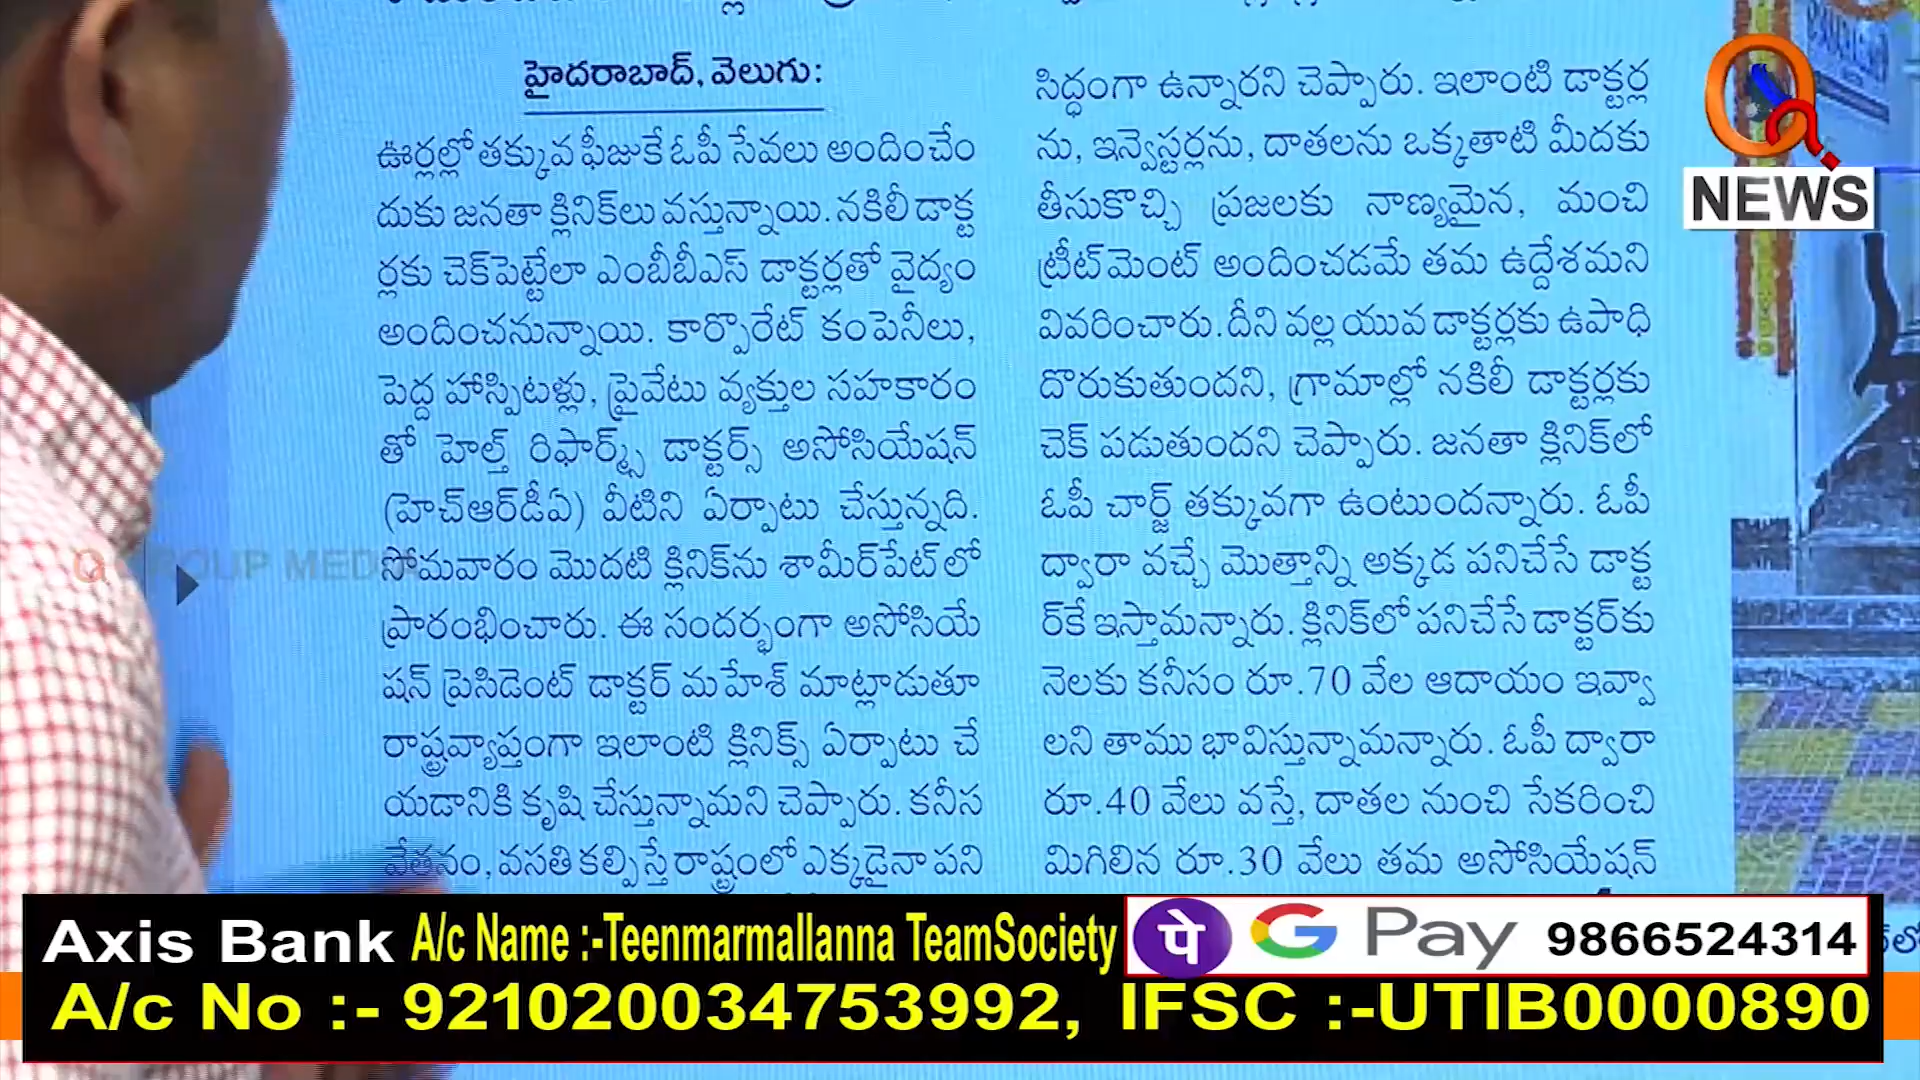 హైదరాబాద్, వెలుగు:
ఊర్లల్లో తక్కువ ఫీజుకే ఓపీ సేవలు అందించేం
దుకు జనతా క్లినిక్‌లు వస్తున్నాయి. నకిలీ డాక్ట
ర్లకు చెక్‌పెట్టేలా ఎంబీబీఎస్ డాక్టర్లతో వైద్యం
అందించనున్నాయి. కార్పొరేట్ కంపెనీలు,
పెద్ద హాస్పిటళ్లు, ప్రైవేటు వ్యక్తుల సహకారం
తో హెల్త్ రిఫార్మ్స్ డాక్టర్స్ అసోసియేషన్
(హెచ్ఆర్‌డీఏ) వీటిని ఏర్పాటు చేస్తున్నది.
సోమవారం మొదటి క్లినిక్‌ను శామీర్‌పేట్‌లో
ప్రారంభించారు. ఈ సందర్భంగా అసోసియే
షన్ ప్రెసిడెంట్ డాక్టర్ మహేశ్ మాట్లాడుతూ
రాష్ట్రవ్యాప్తంగా ఇలాంటి క్లినిక్స్ ఏర్పాటు చే
యడానికి కృషి చేస్తున్నామని చెప్పారు. కనీస
వేతనం, వసతి కల్పిస్తే రాష్ట్రంలో ఎక్కడైనా పని
సిద్ధంగా ఉన్నారని చెప్పారు. ఇలాంటి డాక్టర్ల
ను, ఇన్వెస్టర్లను, దాతలను ఒక్కతాటి మీదకు
తీసుకొచ్చి ప్రజలకు నాణ్యమైన, మంచి
ట్రీట్‌మెంట్ అందించడమే తమ ఉద్దేశమని
వివరించారు. దీని వల్ల యువ డాక్టర్లకు ఉపాధి
దొరుకుతుందని, గ్రామాల్లో నకిలీ డాక్టర్లకు
చెక్ పడుతుందని చెప్పారు. జనతా క్లినిక్‌లో
ఓపీ చార్జ్ తక్కువగా ఉంటుందన్నారు. ఓపీ
ద్వారా వచ్చే మొత్తాన్ని అక్కడ పనిచేసే డాక్ట
ర్‌కే ఇస్తామన్నారు. క్లినిక్‌లో పనిచేసే డాక్టర్‌కు
నెలకు కనీసం రూ.70 వేల ఆదాయం ఇవ్వా
లని తాము భావిస్తున్నామన్నారు. ఓపీ ద్వారా
రూ.40 వేలు వస్తే, దాతల నుంచి సేకరించి
మిగిలిన రూ.30 వేలు తమ అసోసియేషన్
Q
NEWS
GROUP MEDIA
Axis Bank A/c Name :-Teenmarmallanna TeamSociety
पे G Pay 9866524314
A/c No :- 921020034753992, IFSC :-UTIB0000890